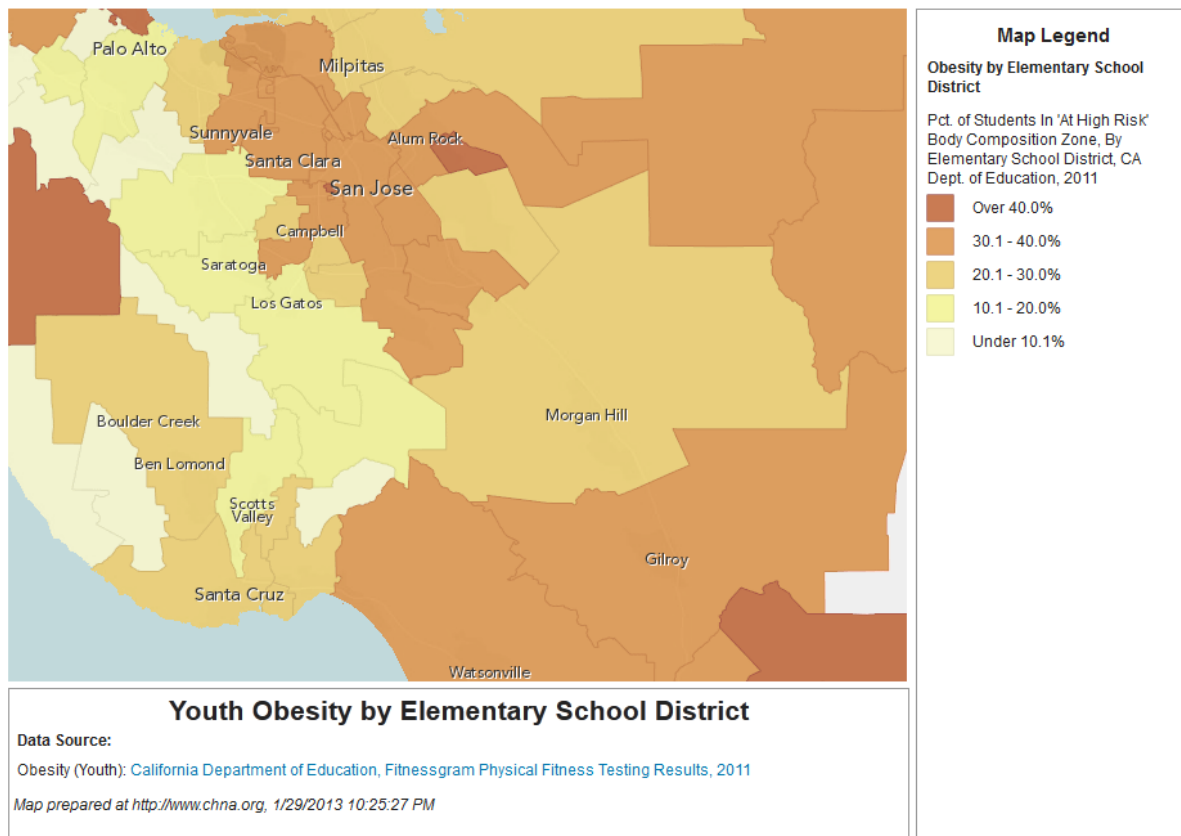 Palo Alto
Milpitas
Sunnyvale
Alum Rock
Santa Clara
San Jose
Campbell
Saratoga
Los Gatos
Morgan Hill
Boulder Creek
Ben Lomond
Scotts
Valley
Gilroy
Santa Cruz
Watsonville
Map Legend
Obesity by Elementary School
District
Pct. of Students In 'At High Risk'
Body Composition Zone, By
Elementary School District, CA
Dept. of Education, 2011
Over 40.0%
30.1 - 40.0%
20.1 - 30.0%
10.1 - 20.0%
Under 10.1%
Youth Obesity by Elementary School District
Data Source:
Obesity (Youth): California Department of Education, Fitnessgram Physical Fitness Testing Results, 2011
Map prepared at http://www.chna.org, 1/29/2013 10:25:27 PM